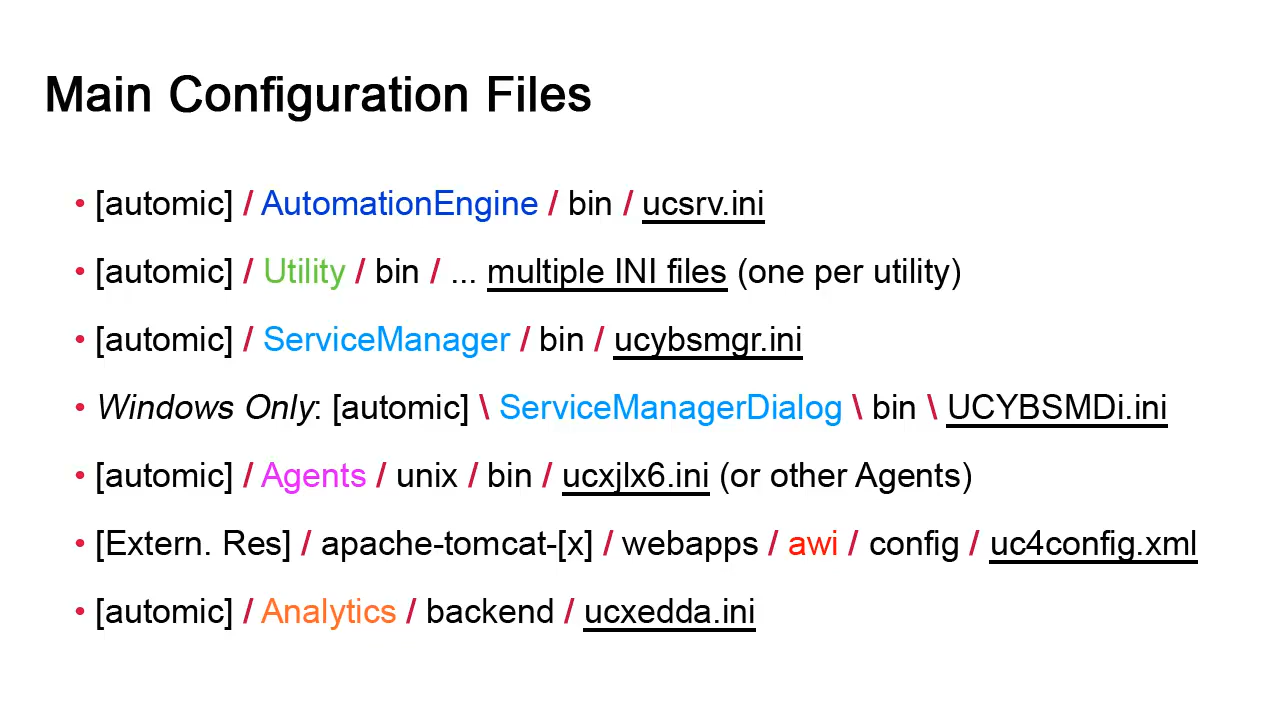 Main Configuration Files
• [automic] / AutomationEngine / bin / ucsrv.ini
• [automic] / Utility / bin / ... multiple INI files (one per utility)
• [automic] / ServiceManager / bin / ucybsmgr.ini
• Windows Only: [automic] \ ServiceManagerDialog \ bin \ UCYBSMDi.ini
• [automic] / Agents / unix / bin / ucxjlx6.ini (or other Agents)
• [Extern. Res] / apache-tomcat-[x] / webapps / awi / config / uc4config.xml
• [automic] / Analytics / backend / ucxedda.ini